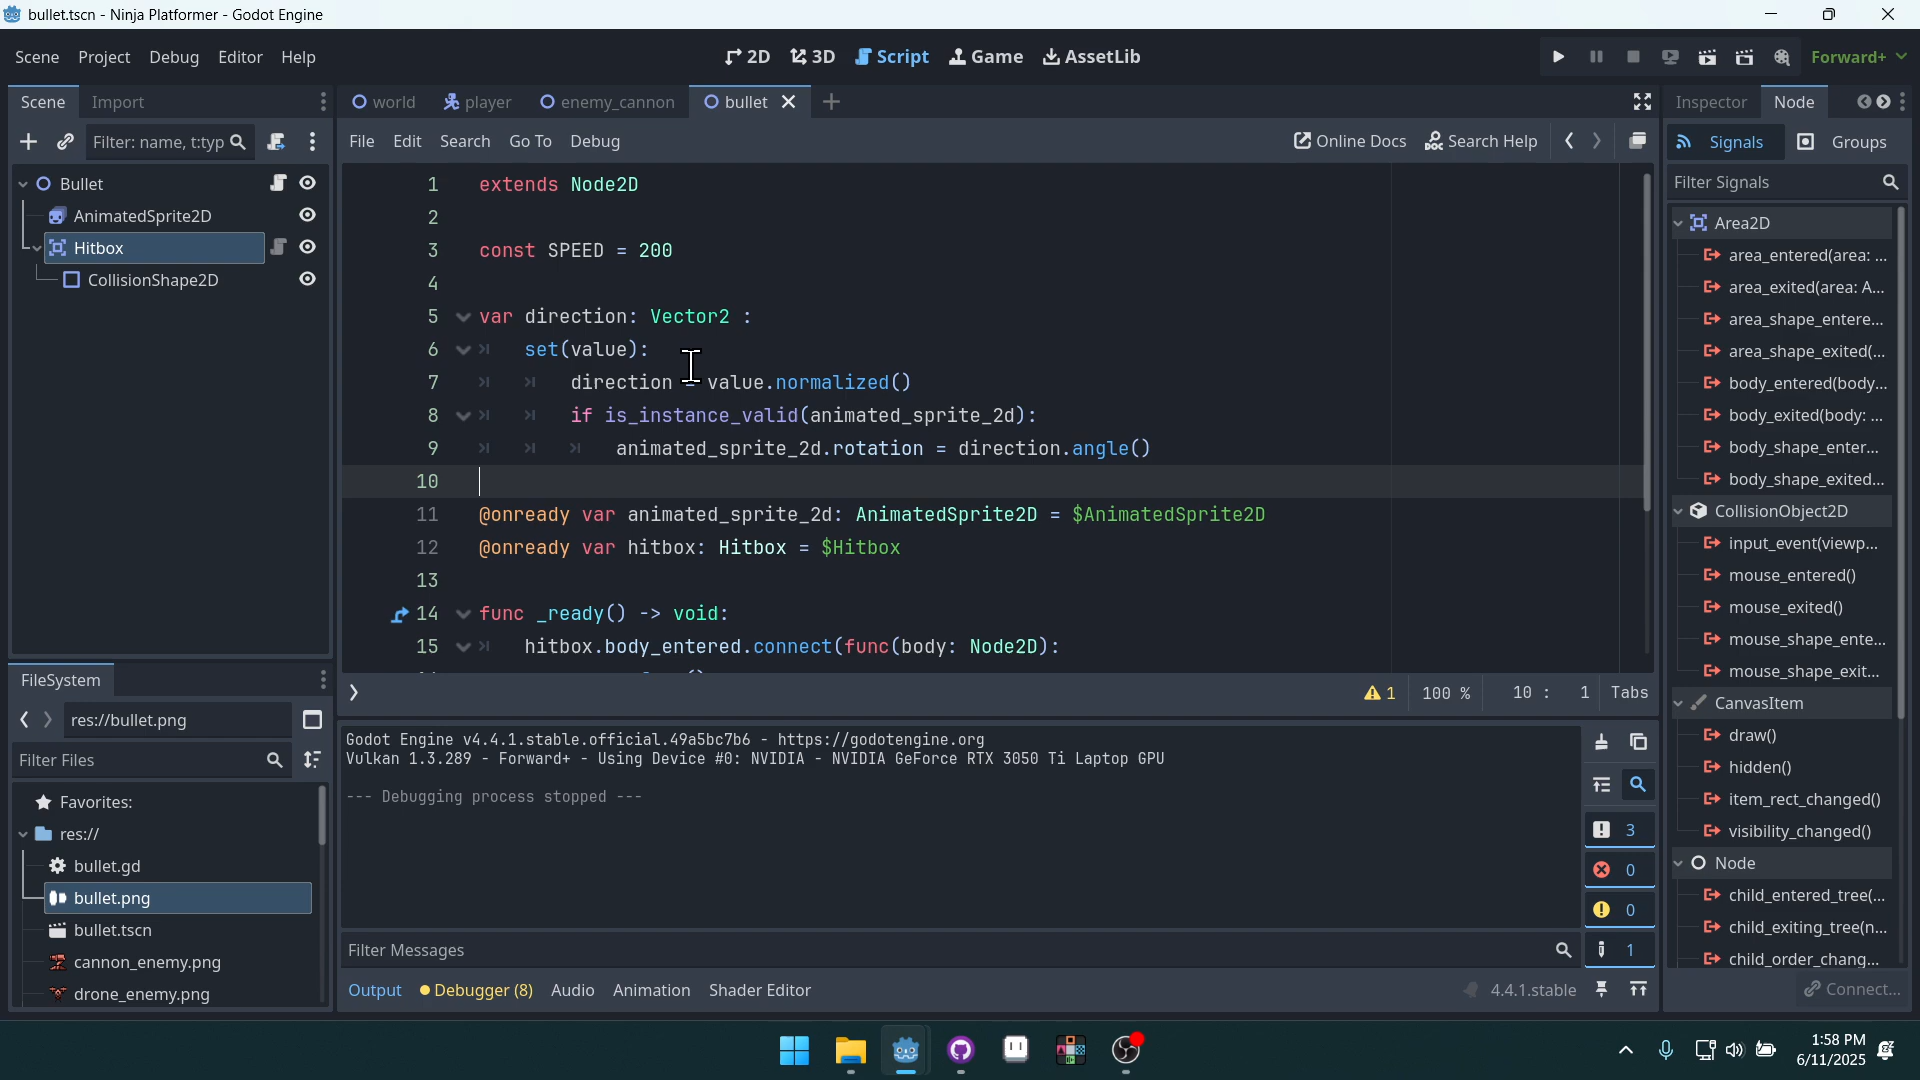 bullet.tscn - Ninja Platformer - Godot Engine
Scene Project Debug Editor Help
2D 3D Script Game AssetLib
Forward+
Scene Import
world player enemy_cannon bullet
Inspector Node
Filter: name, t:typ
File Edit Search Go To Debug
Online Docs Search Help
Signals Groups
Filter Signals
Bullet
AnimatedSprite2D
Hitbox
CollisionShape2D
1 extends Node2D
2
3 const SPEED = 200
4
5 var direction: Vector2 :
6 set(value):
7 direction = value.normalized()
8 if is_instance_valid(animated_sprite_2d):
9 animated_sprite_2d.rotation = direction.angle()
10
11 @onready var animated_sprite_2d: AnimatedSprite2D = $AnimatedSprite2D
12 @onready var hitbox: Hitbox = $Hitbox
13
14 func _ready() -> void:
15 hitbox.body_entered.connect(func(body: Node2D):
1 100 % 10 : 1 Tabs
Area2D
area_entered(area: ...
area_exited(area: A...
area_shape_entere...
area_shape_exited(...
body_entered(body...
body_exited(body: ...
body_shape_enter...
body_shape_exited...
CollisionObject2D
input_event(viewp...
mouse_entered()
mouse_exited()
mouse_shape_ente...
mouse_shape_exit...
CanvasItem
draw()
hidden()
item_rect_changed()
visibility_changed()
Node
child_entered_tree(...
child_exiting_tree(n...
child_order_chang...
Connect...
FileSystem
res://bullet.png
Filter Files
Favorites:
res://
bullet.gd
bullet.png
bullet.tscn
cannon_enemy.png
drone_enemy.png
Godot Engine v4.4.1.stable.official.49a5bc7b6 - https://godotengine.org
Vulkan 1.3.289 - Forward+ - Using Device #0: NVIDIA - NVIDIA GeForce RTX 3050 Ti Laptop GPU
--- Debugging process stopped ---
3
0
0
1
Filter Messages
Output Debugger (8) Audio Animation Shader Editor
4.4.1.stable
1:58 PM
6/11/2025